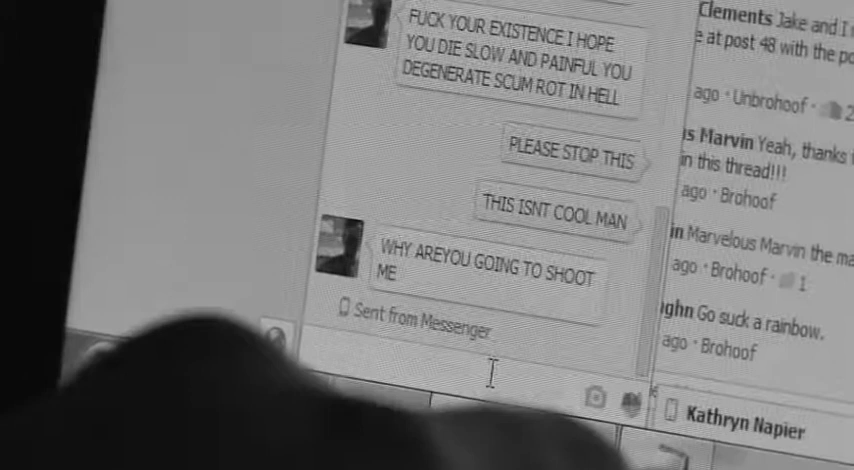 FUCK YOUR EXISTENCE I HOPE
YOU DIE SLOW AND PAINFUL YOU
DEGENERATE SCUM ROT IN HELL
PLEASE STOP THIS
THIS ISNT COOL MAN
WHY AREYOU GOING TO SHOOT
ME
Sent from Messenger
Clements Jake and I
e at post 48 with the
ago · Unbrohoof · 2
s Marvin Yeah, thanks
in this thread!!!
ago · Brohoof
in Marvelous Marvin the
ago · Brohoof · 1
ghn Go suck a rainbow.
ago · Brohoof
Kathryn Napier